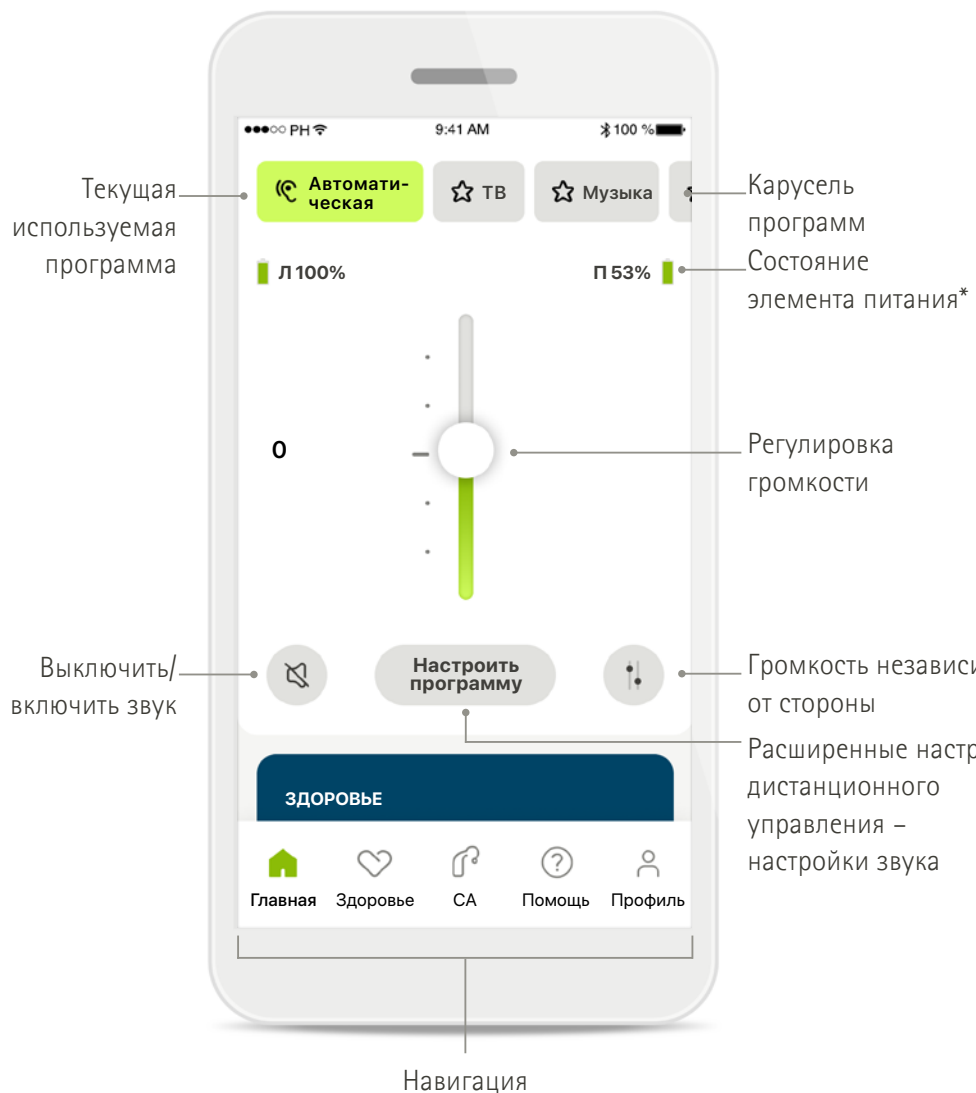 PH 9:41 AM 100 %
Текущая
используемая
программа
Автомати-
ческая
ТВ
Музыка
Карусель
программ
Л 100%
П 53%
Состояние
элемента питания*
0
Регулировка
громкости
Выключить/
включить звук
Настроить
программу
Громкость
от стороны
Расширенные
дистанционного
управления –
настройки звука
ЗДОРОВЬЕ
Главная Здоровье СА Помощь Профиль
Навигация